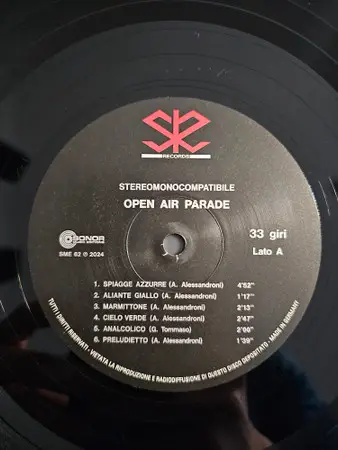 SR
RECORDS
STEREOMONOCOMPATIBILE
OPEN AIR PARADE
33 giri
Lato A
SONOR
SME 62 ℗ 2024
1. SPIAGGE AZZURRE (A. Alessandroni) 4'52"
2. ALIANTE GIALLO (A. Alessandroni) 1'17"
3. MARMITTONE (A. Alessandroni) 2'13"
4. CIELO VERDE (A. Alessandroni) 2'47"
5. ANALCOLICO (G. Tommaso) 2'00"
6. PRELUDIETTO (A. Alessandroni) 1'39"
TUTTI I DIRITTI RISERVATI - VIETATA LA RIPRODUZIONE E RADIODIFFUSIONE DI QUESTO DISCO DEPOSITATO - MADE IN GERMANY